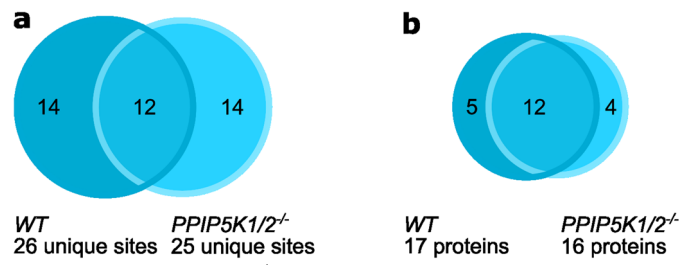 a
b
14 12 14
5 12 4
WT PPIP5K1/2-/-
26 unique sites 25 unique sites
WT PPIP5K1/2-/-
17 proteins 16 proteins